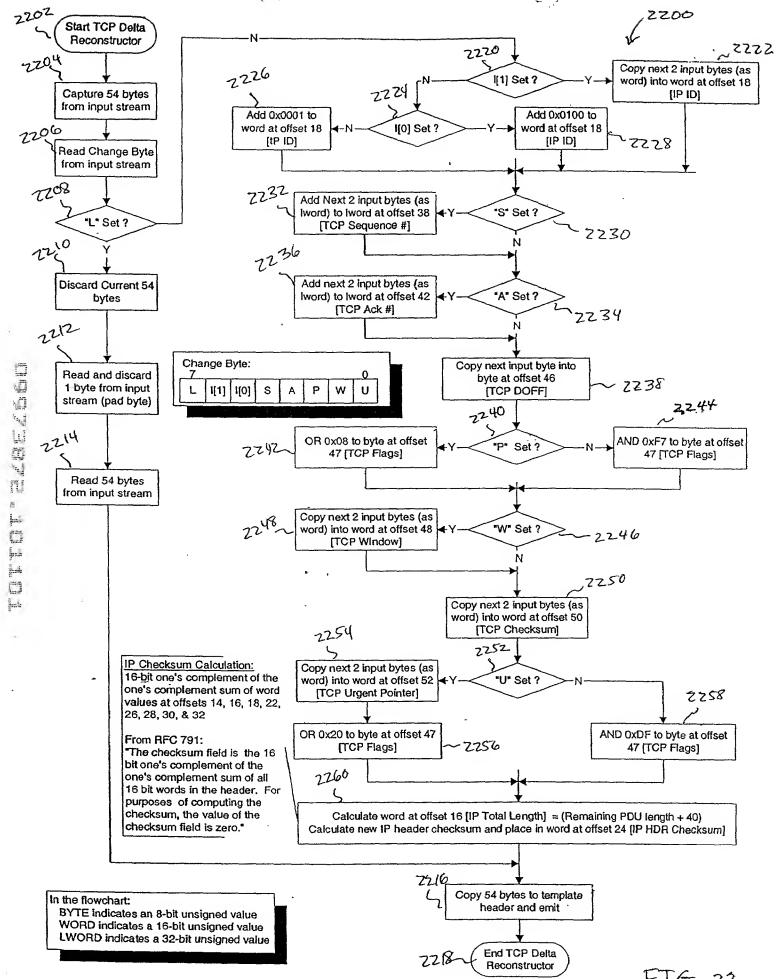 2202
Start TCP Delta
Reconstructor
2204
Capture 54 bytes
from input stream
2206
Read Change Byte
from input stream
2208
"L" Set ?
N
Y
2210
Discard Current 54
bytes
2212
Read and discard
1 byte from input
stream (pad byte)
2214
Read 54 bytes
from input stream
2200
2220
I[1] Set ?
N
Y
2222
Copy next 2 input bytes (as
word) into word at offset 18
[IP ID]
2224
I[0] Set ?
N
Y
2226
Add 0x0001 to
word at offset 18
[IP ID]
Add 0x0100 to
word at offset 18
[IP ID]
2228
2232
Add Next 2 input bytes (as
lword) to lword at offset 38
[TCP Sequence #]
Y
"S" Set ?
N
2230
2236
Add next 2 input bytes (as
lword) to lword at offset 42
[TCP Ack #]
Y
"A" Set ?
N
2234
Change Byte:
7 0
L I[1] I[0] S A P W U
Copy next input byte into
byte at offset 46
[TCP DOFF]
2238
2240
"P" Set ?
Y
N
2242
OR 0x08 to byte at offset
47 [TCP Flags]
2244
AND 0xF7 to byte at offset
47 [TCP Flags]
2248
Copy next 2 input bytes (as
word) into word at offset 48
[TCP Window]
Y
"W" Set ?
N
2246
2250
Copy next 2 input bytes (as
word) into word at offset 50
[TCP Checksum]
2254
Copy next 2 input bytes (as
word) into word at offset 52
[TCP Urgent Pointer]
2252
Y
"U" Set ?
N
OR 0x20 to byte at offset 47
[TCP Flags]
2256
2258
AND 0xDF to byte at offset
47 [TCP Flags]
IP Checksum Calculation:
16-bit one's complement of the
one's complement sum of word
values at offsets 14, 16, 18, 22,
26, 28, 30, & 32
From RFC 791:
"The checksum field is the 16
bit one's complement of the
one's complement sum of all
16 bit words in the header. For
purposes of computing the
checksum, the value of the
checksum field is zero."
2260
Calculate word at offset 16 [IP Total Length] = (Remaining PDU length + 40)
Calculate new IP header checksum and place in word at offset 24 [IP HDR Checksum]
2216
Copy 54 bytes to template
header and emit
2218
End TCP Delta
Reconstructor
In the flowchart:
BYTE indicates an 8-bit unsigned value
WORD indicates a 16-bit unsigned value
LWORD indicates a 32-bit unsigned value